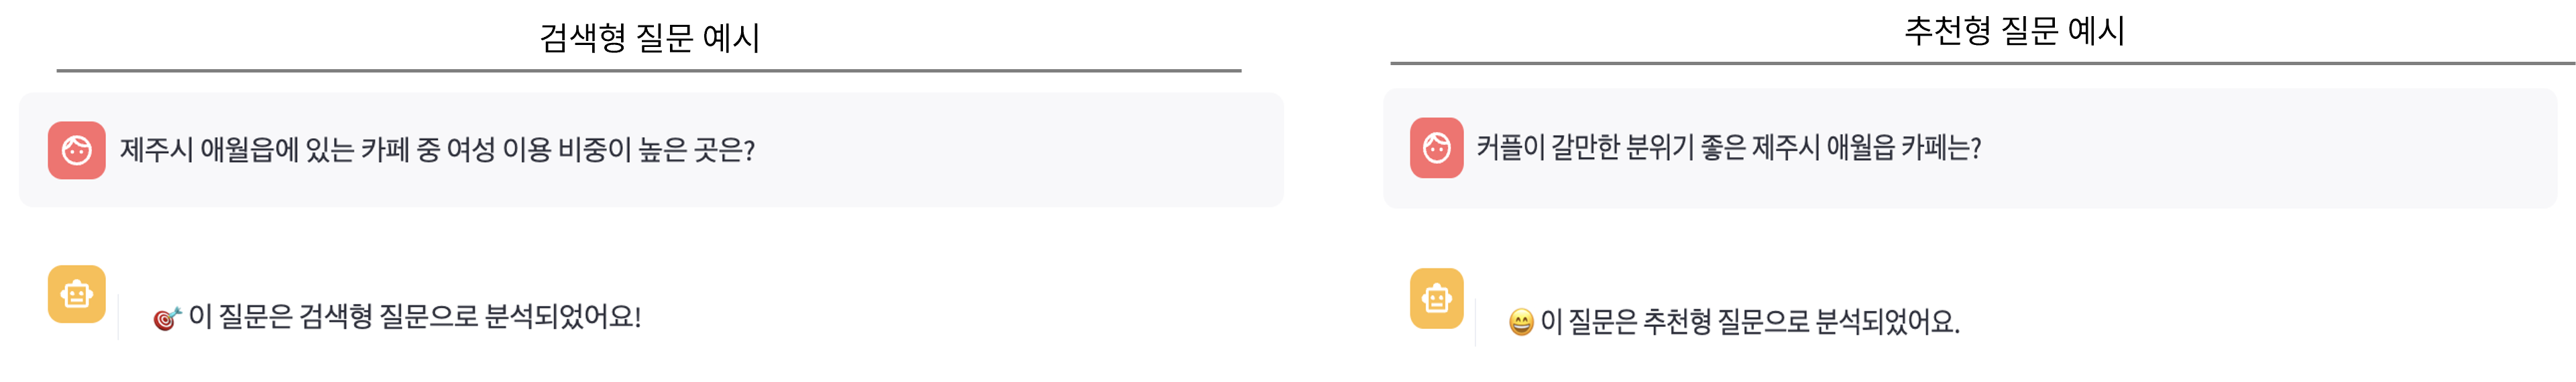 검색형 질문 예시
제주시 애월읍에 있는 카페 중 여성 이용 비중이 높은 곳은?
🎯 이 질문은 검색형 질문으로 분석되었어요!
추천형 질문 예시
커플이 갈만한 분위기 좋은 제주시 애월읍 카페는?
😄 이 질문은 추천형 질문으로 분석되었어요.